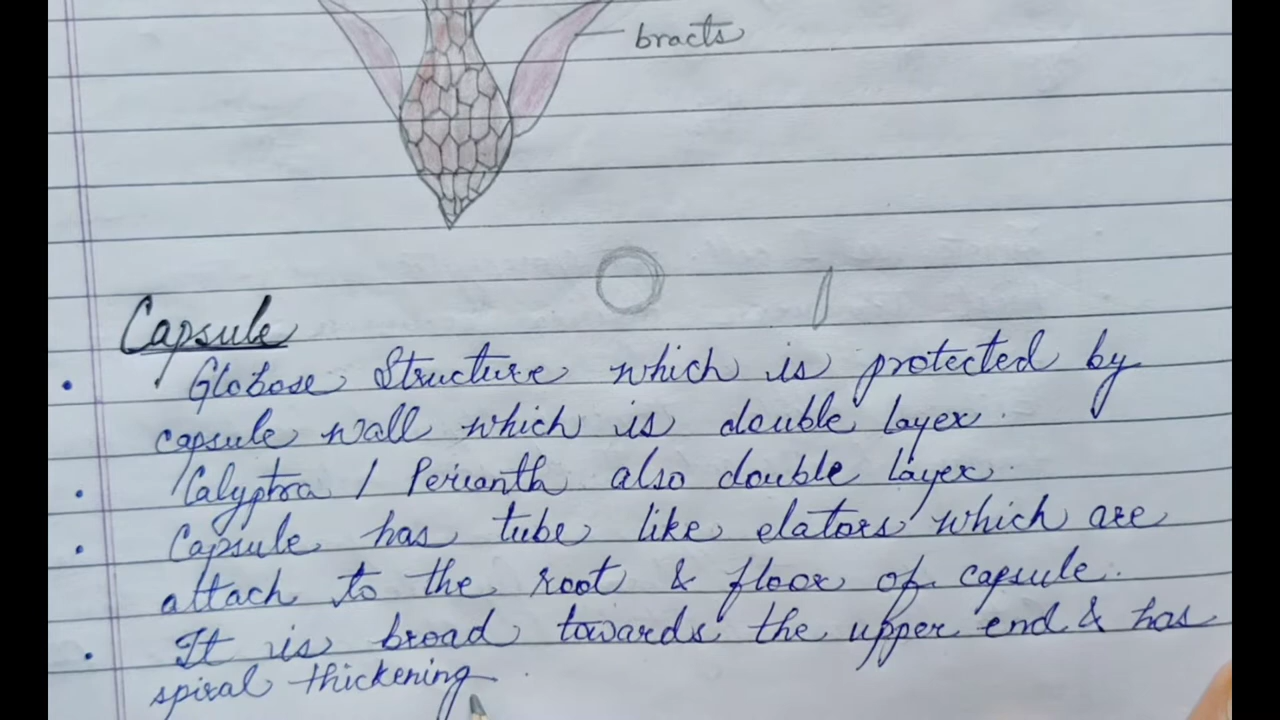 bracts
Capsule
• Globose Structure which is protected by
capsule wall which is double layer.
• Calyptra / Perianth also double layer.
• Capsule has tube like elators which are
attach to the root & floor of capsule.
• It is broad towards the upper end & has
spiral thickening